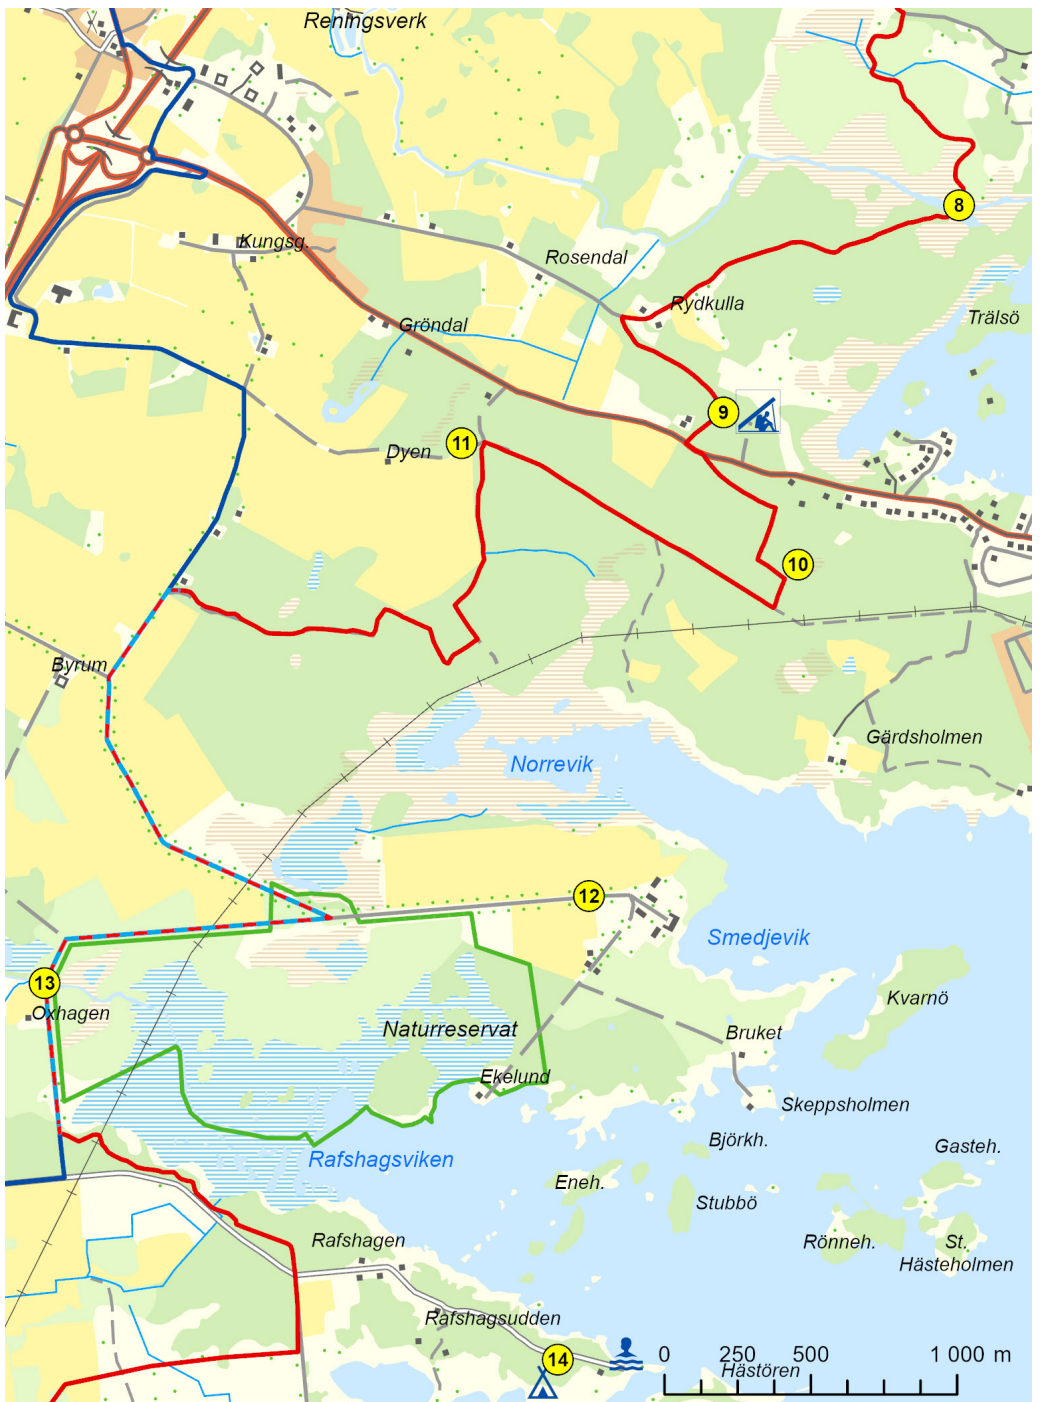 Reningsverk
8
Kungsg.
Rosendal
Rydkulla
Trälsö
Gröndal
9
11
Dyen
10
Byrum
Gärdsholmen
Norrevik
12
Smedjevik
13
Kvarnö
Oxhagen
Naturreservat
Bruket
Ekelund
Skeppsholmen
Björkh.
Gasteh.
Rafshagsviken
Eneh.
Stubbö
Rafshagen
Rönneh.
St.
Hästeholmen
Rafshagsudden
14
0 250 500 1 000 m
Hästören